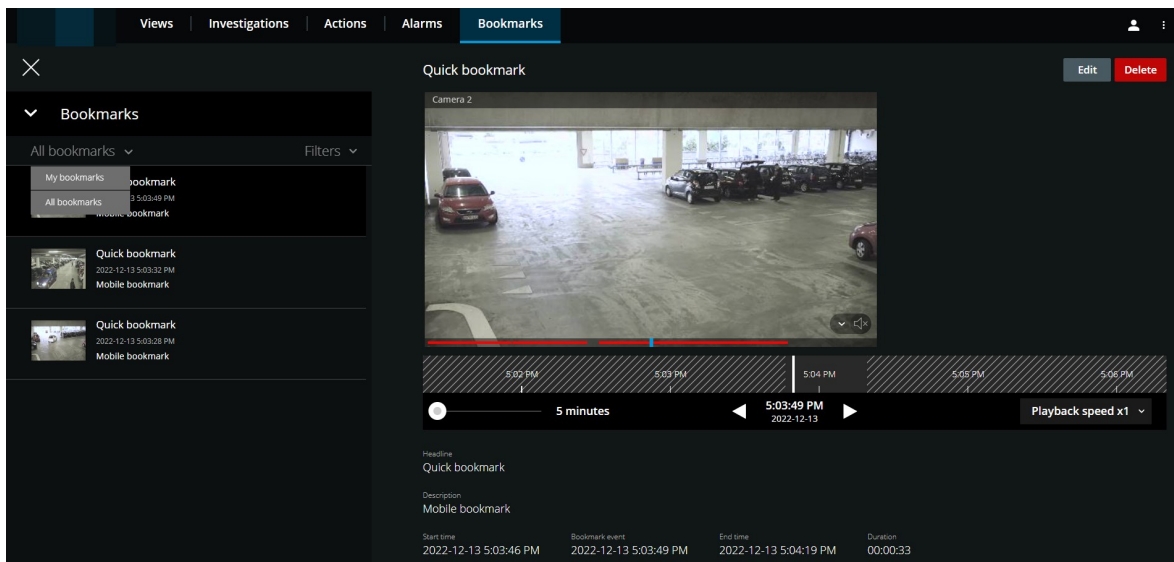 Views Investigations Actions Alarms Bookmarks
Quick bookmark
Edit Delete
Bookmarks
All bookmarks Filters
My bookmarks
All bookmarks
bookmark
3 5:03:49 PM
Mobile bookmark
Quick bookmark
2022-12-13 5:03:32 PM
Mobile bookmark
Quick bookmark
2022-12-13 5:03:28 PM
Mobile bookmark
Camera 2
5:02 PM 5:03 PM 5:04 PM 5:05 PM 5:06 PM
5 minutes
5:03:49 PM
2022-12-13
Playback speed x1
Headline
Quick bookmark
Description
Mobile bookmark
Start time Bookmark event End time Duration
2022-12-13 5:03:46 PM 2022-12-13 5:03:49 PM 2022-12-13 5:04:19 PM 00:00:33